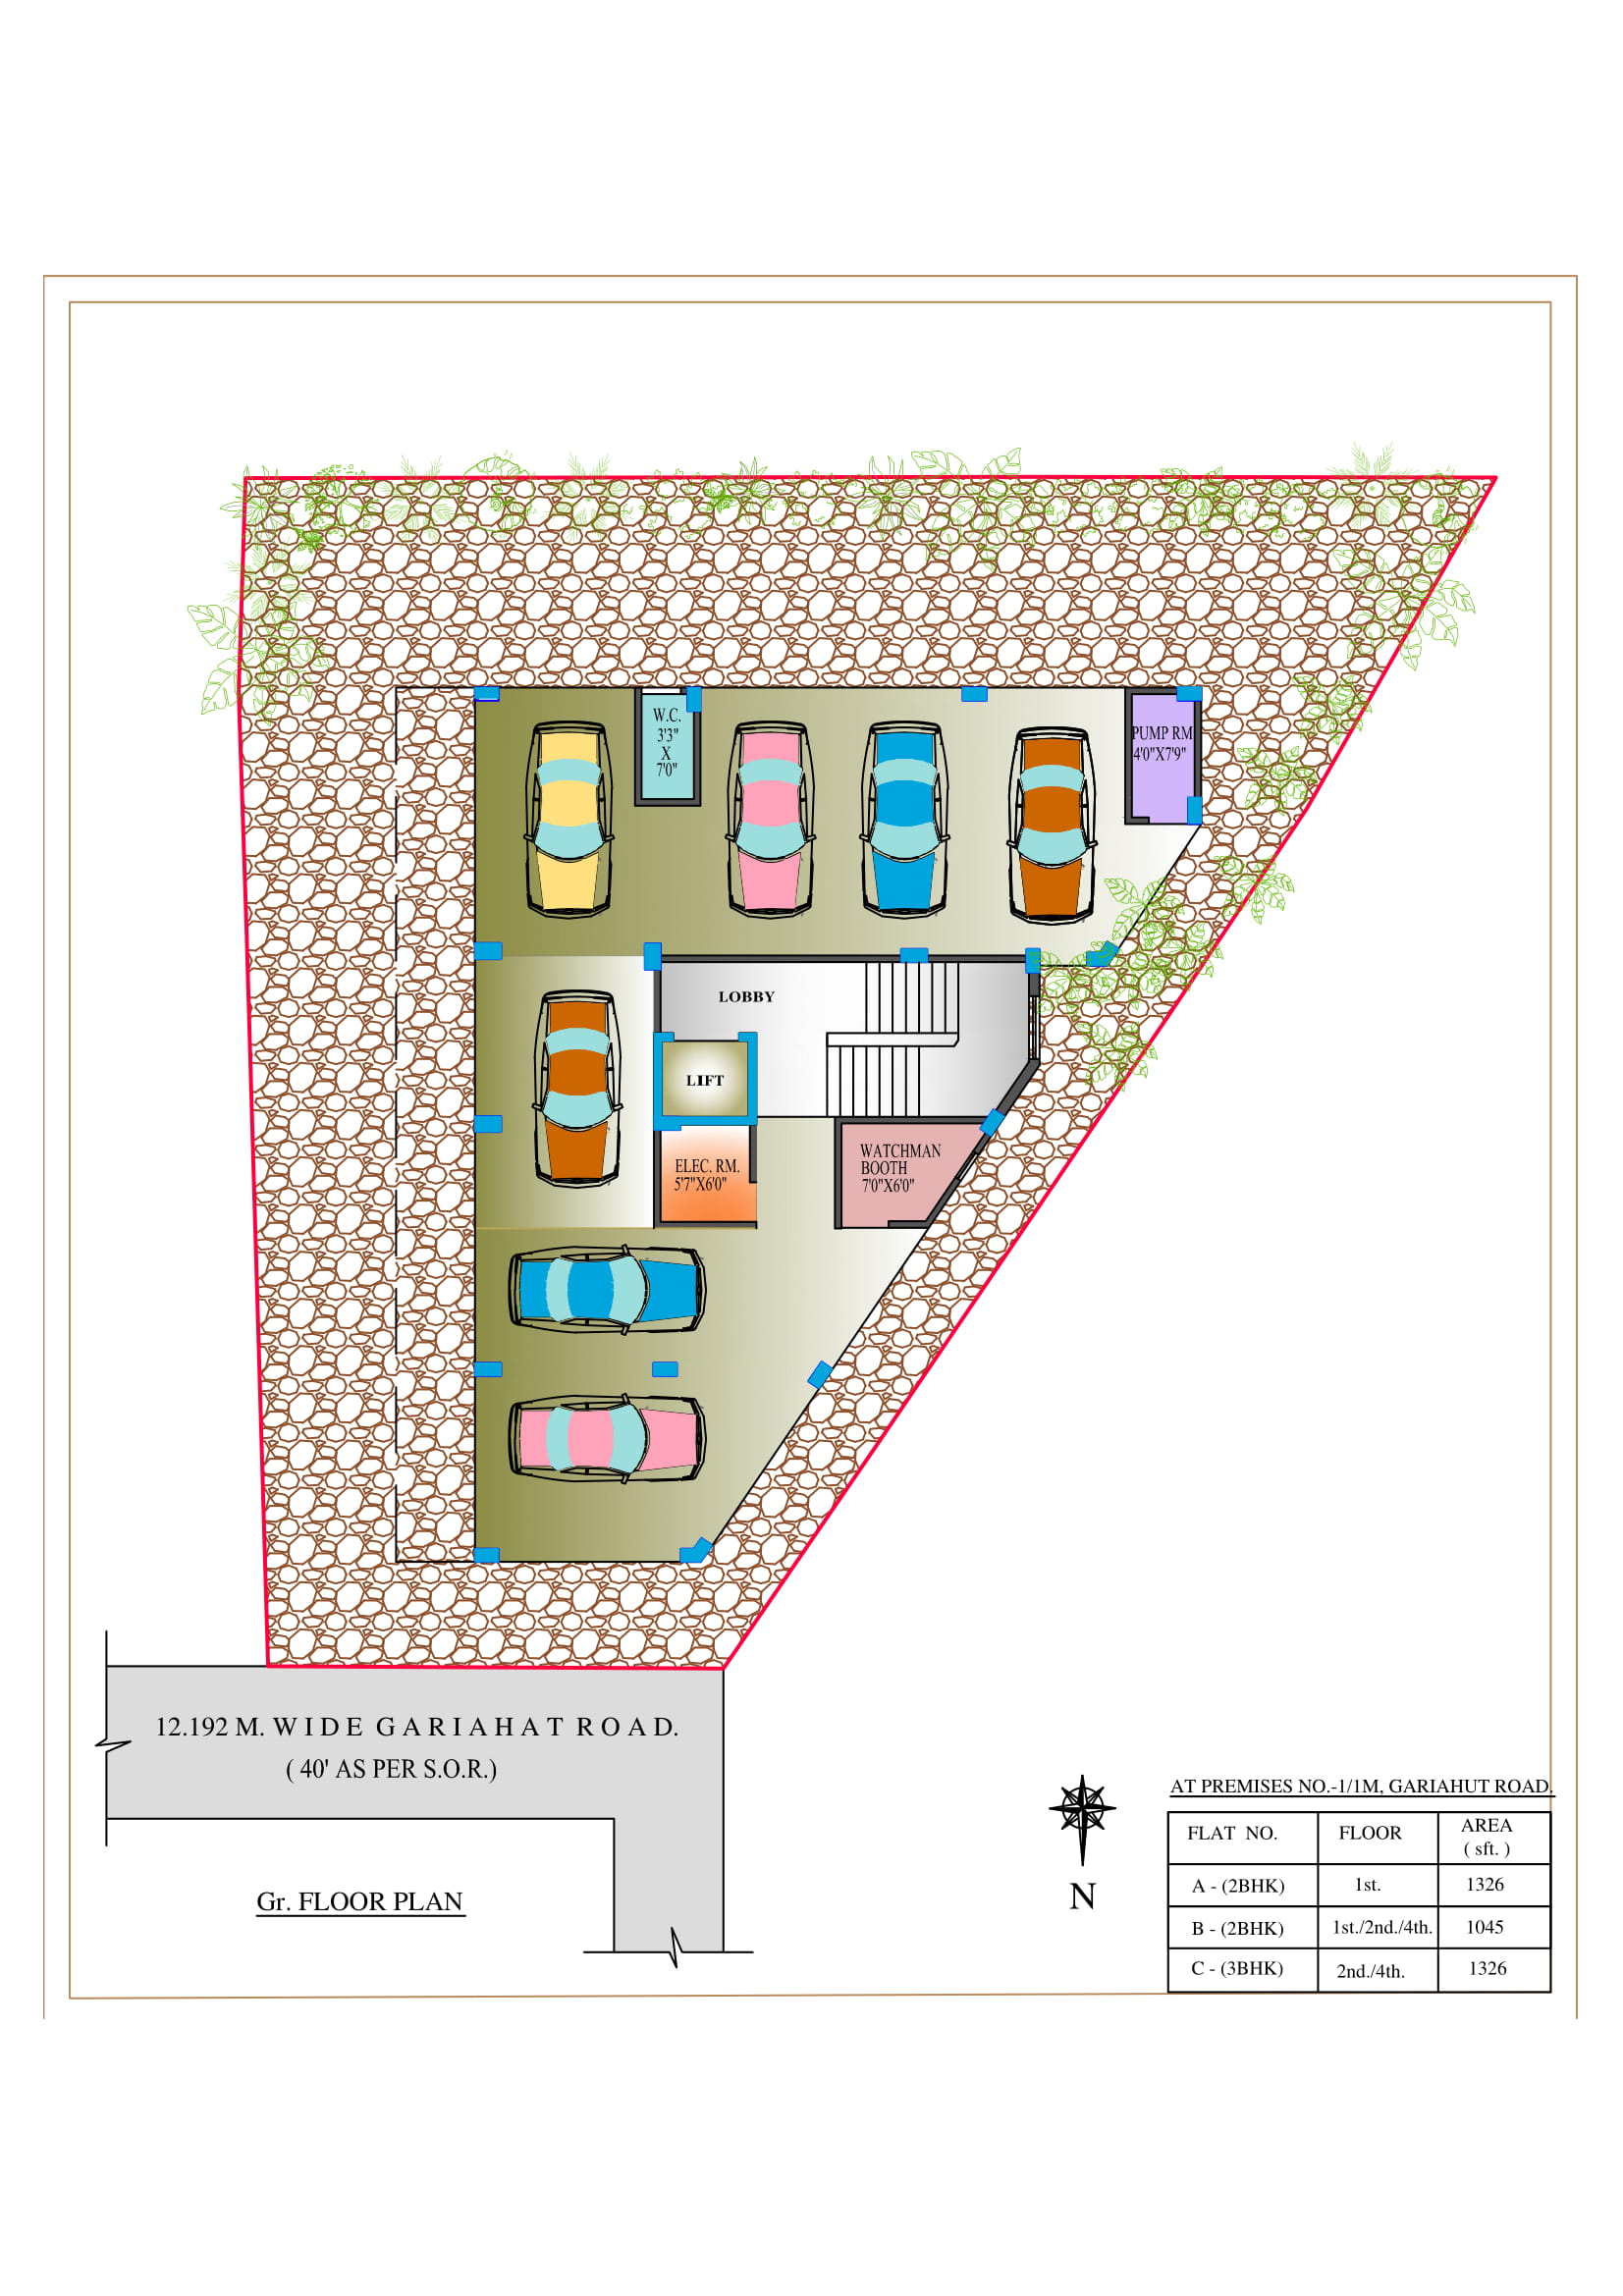 W.C.
3'3"
X
7'0"
PUMP RM
4'0"X7'9"
LOBBY
LIFT
ELEC. RM.
5'7"X6'0"
WATCHMAN
BOOTH
7'0"X6'0"
12.192 M. WIDE GARIAHAT ROAD.
( 40' AS PER S.O.R.)
Gr. FLOOR PLAN
N
AT PREMISES NO.-1/1M, GARIAHUT ROAD.
FLAT NO. FLOOR AREA
( sft. )
A - (2BHK) 1st. 1326
B - (2BHK) 1st./2nd./4th. 1045
C - (3BHK) 2nd./4th. 1326